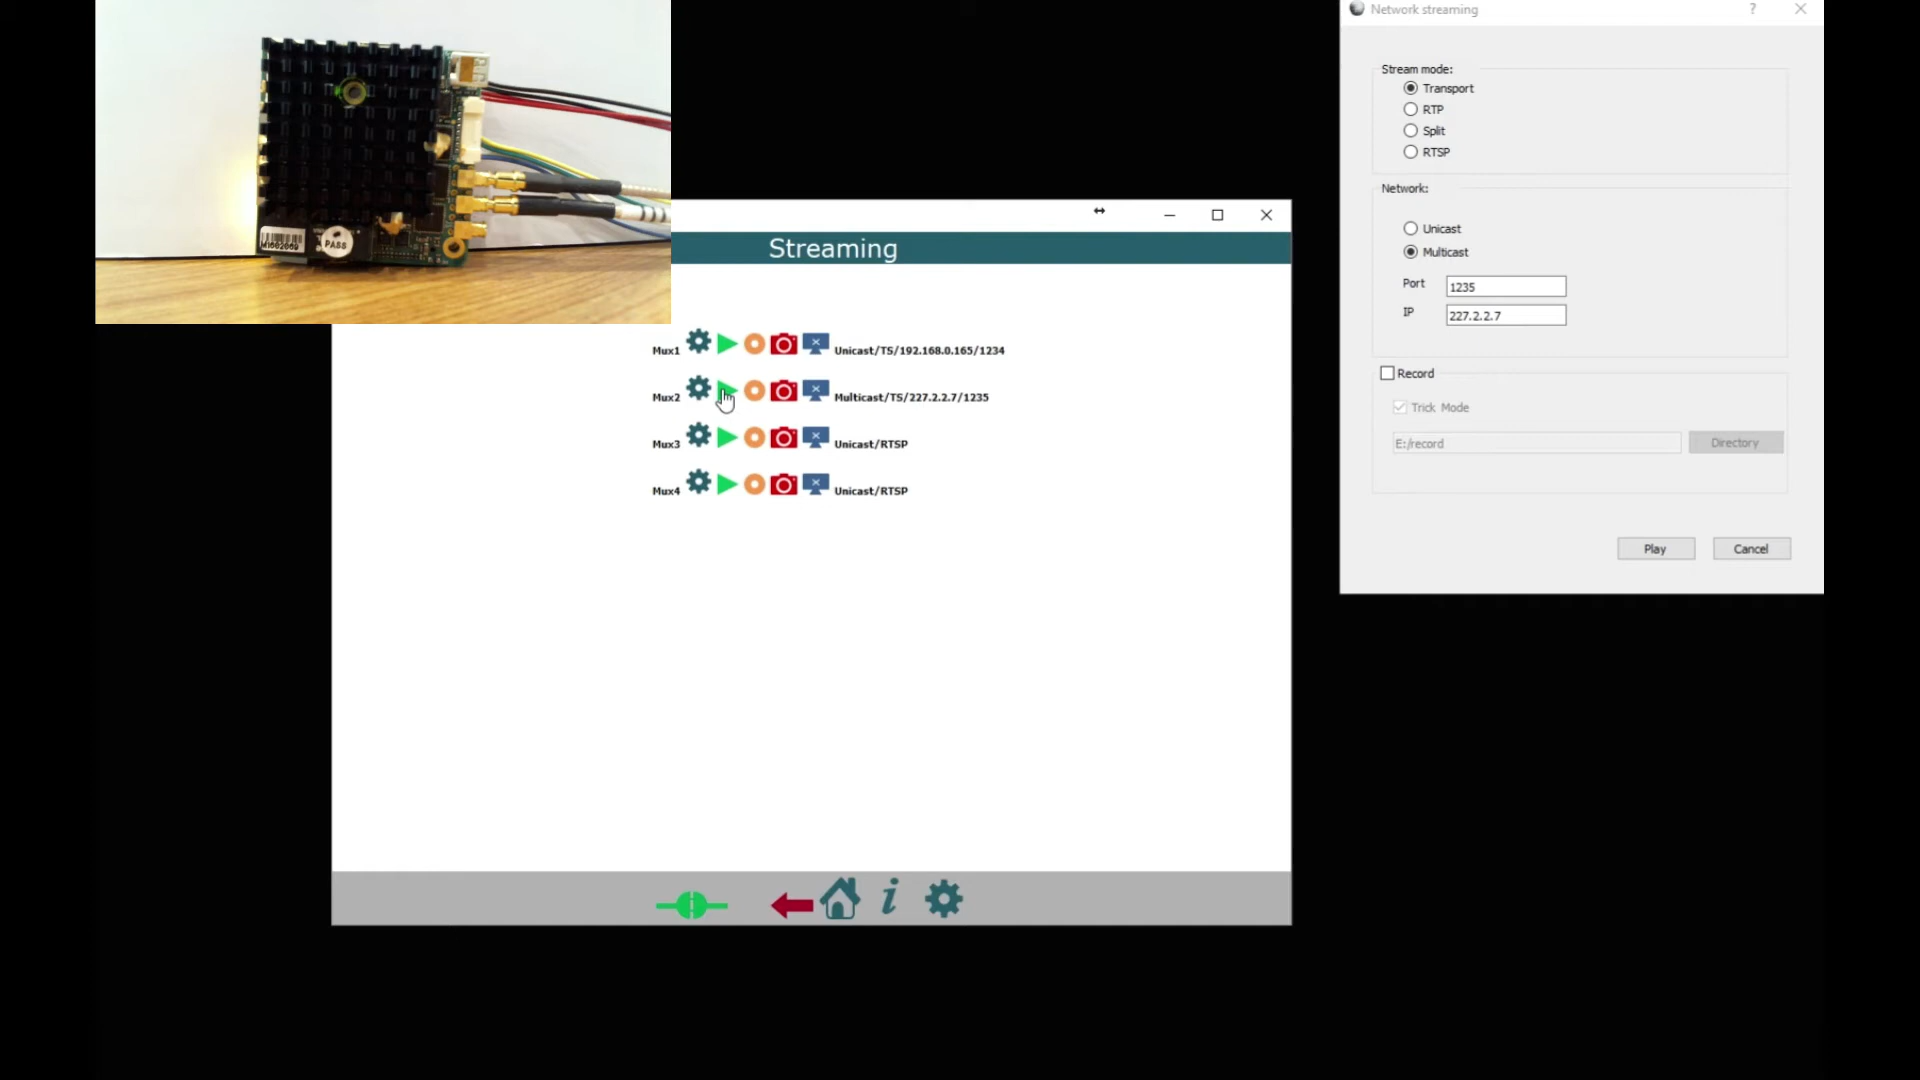 PASS
Streaming
Mux1 Unicast/TS/192.168.0.165/1234
Mux2 Multicast/TS/227.2.2.7/1235
Mux3 Unicast/RTSP
Mux4 Unicast/RTSP
Network streaming
Stream mode:
Transport
RTP
Split
RTSP
Network:
Unicast
Multicast
Port 1235
IP 227.2.2.7
Record
Trick Mode
E:/record Directory
Play Cancel